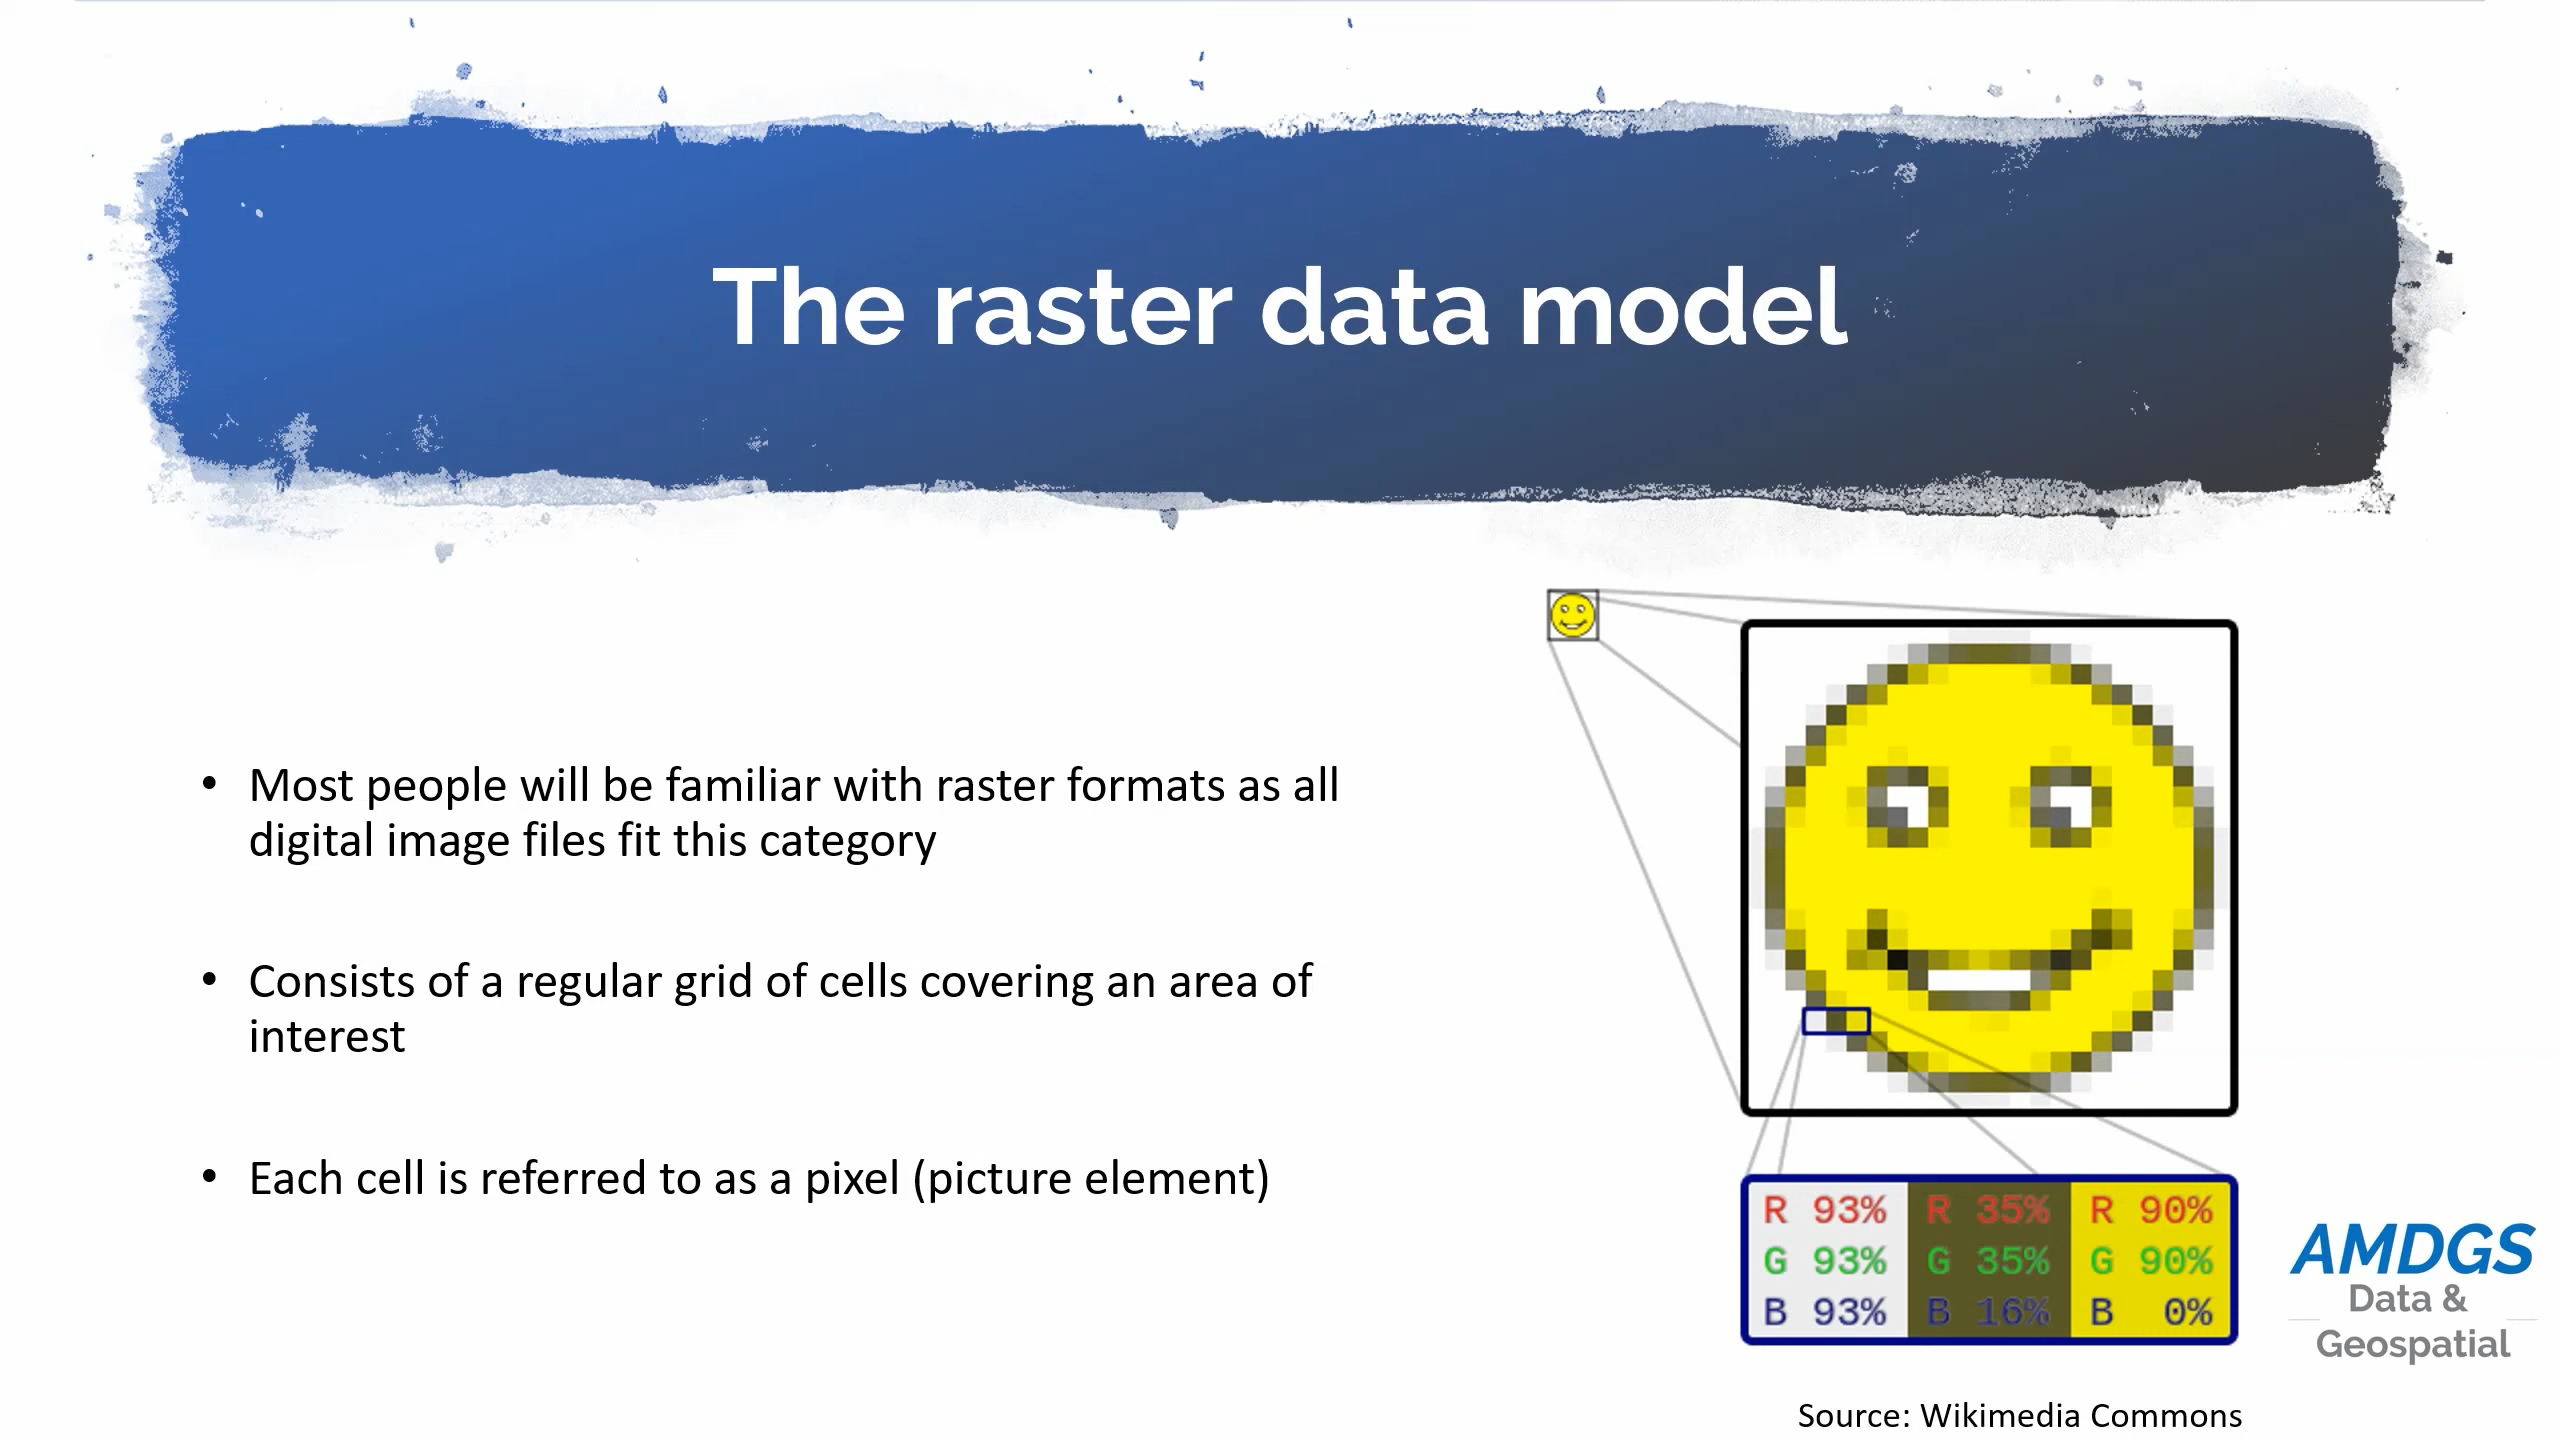 The raster data model
• Most people will be familiar with raster formats as all
digital image files fit this category
• Consists of a regular grid of cells covering an area of
interest
• Each cell is referred to as a pixel (picture element)
R 93% R 35% R 90%
G 93% G 35% G 90%
B 93% B 16% B 0%
AMDGS
Data &
Geospatial
Source: Wikimedia Commons